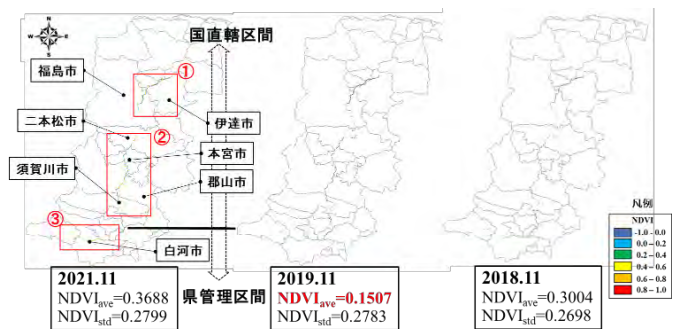 N
W
E
S
国直轄区間
福島市
①
伊達市
二本松市
②
本宮市
須賀川市
郡山市
③
白河市
県管理区間
凡例
NDVI
-1.0 - 0.0
0.0 – 0.2
0.2 – 0.4
0.4 – 0.6
0.6 – 0.8
0.8 – 1.0
2021.11
NDVIave=0.3688
NDVIstd=0.2799
2019.11
NDVIave=0.1507
NDVIstd=0.2783
2018.11
NDVIave=0.3004
NDVIstd=0.2698